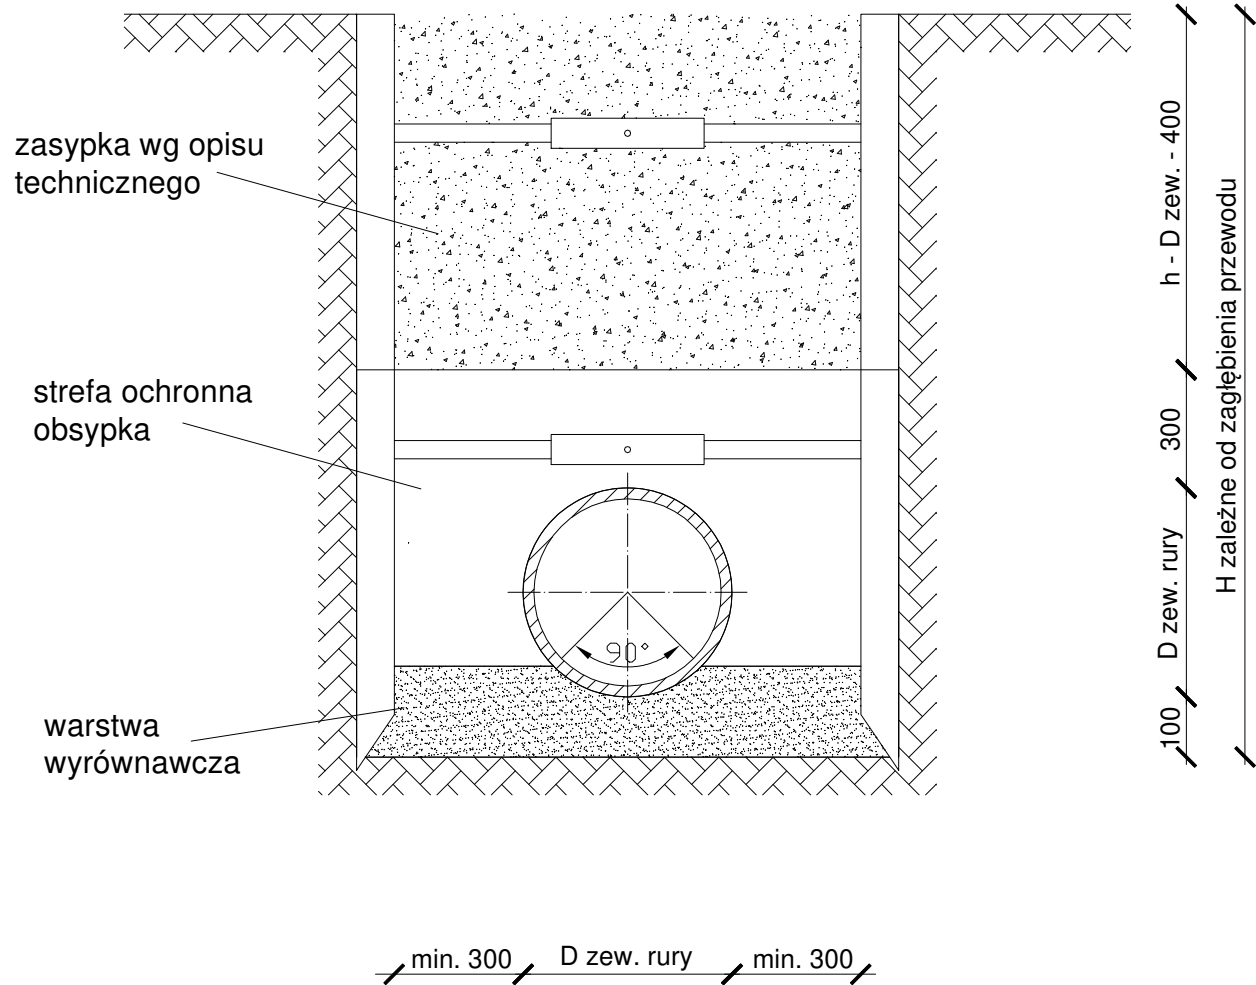 zasypka wg opisu
technicznego
strefa ochronna
obsypka
warstwa
wyrównawcza
90°
h - D zew. - 400
300
D zew. rury
100
H zależne od zagłębienia przewodu
min. 300
D zew. rury
min. 300